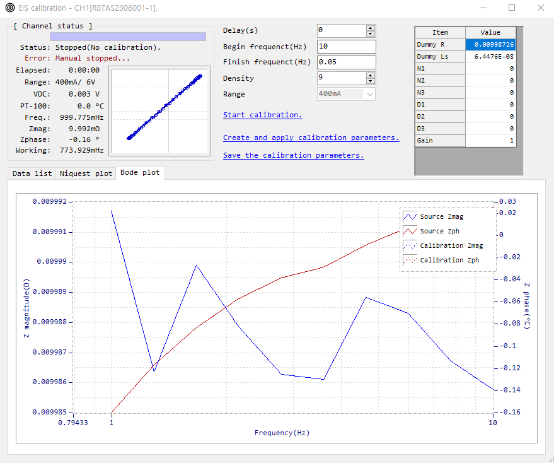 EIS calibration - CH1[R07AS2306001-1].
[ Channel status ]
Status: Stopped(No calibration).
Error: Manual stopped...
Elapsed: 0:00:00
Range: 400mA/ 6V
VDC: 0.003 V
PT-100: 0.0 °C
Freq.: 999.775mHz
Zmag: 9.992mΩ
Zphase: -0.16 °
Working: 773.929mHz
Delay(s) 0
Begin frequenct(Hz) 10
Finish frequenct(Hz) 0.05
Density 9
Range 400mA
Start calibration.
Create and apply calibration parameters.
Save the calibration parameters.
Item Value
Dummy R 0.00998726
Dummy Ls 6.4476E-08
N1
N2
N3
D1
D2
D3
Gain 1
Data list Niquest plot Bode plot
Z magnitude(Ω)
0.009992
0.009991
0.00999
0.009989
0.009988
0.009987
0.009986
0.009985
0.79433 1 10
Frequency(Hz)
Source Zmag
Source Zph
Calibration Zmag
Calibration Zph
0.03
0.02
0
-0.02
-0.04
-0.06
-0.08
-0.1
-0.12
-0.14
-0.16
Z phase(°C)